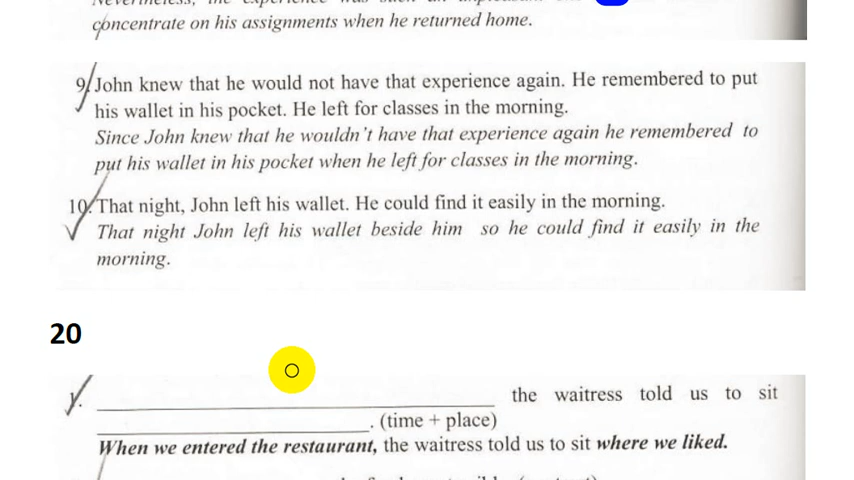 concentrate on his assignments when he returned home.
9. John knew that he would not have that experience again. He remembered to put
his wallet in his pocket. He left for classes in the morning.
Since John knew that he wouldn't have that experience again he remembered to
put his wallet in his pocket when he left for classes in the morning.
10. That night, John left his wallet. He could find it easily in the morning.
That night John left his wallet beside him so he could find it easily in the
morning.
20
1. ____________________ the waitress told us to sit
____________________. (time + place)
When we entered the restaurant, the waitress told us to sit where we liked.